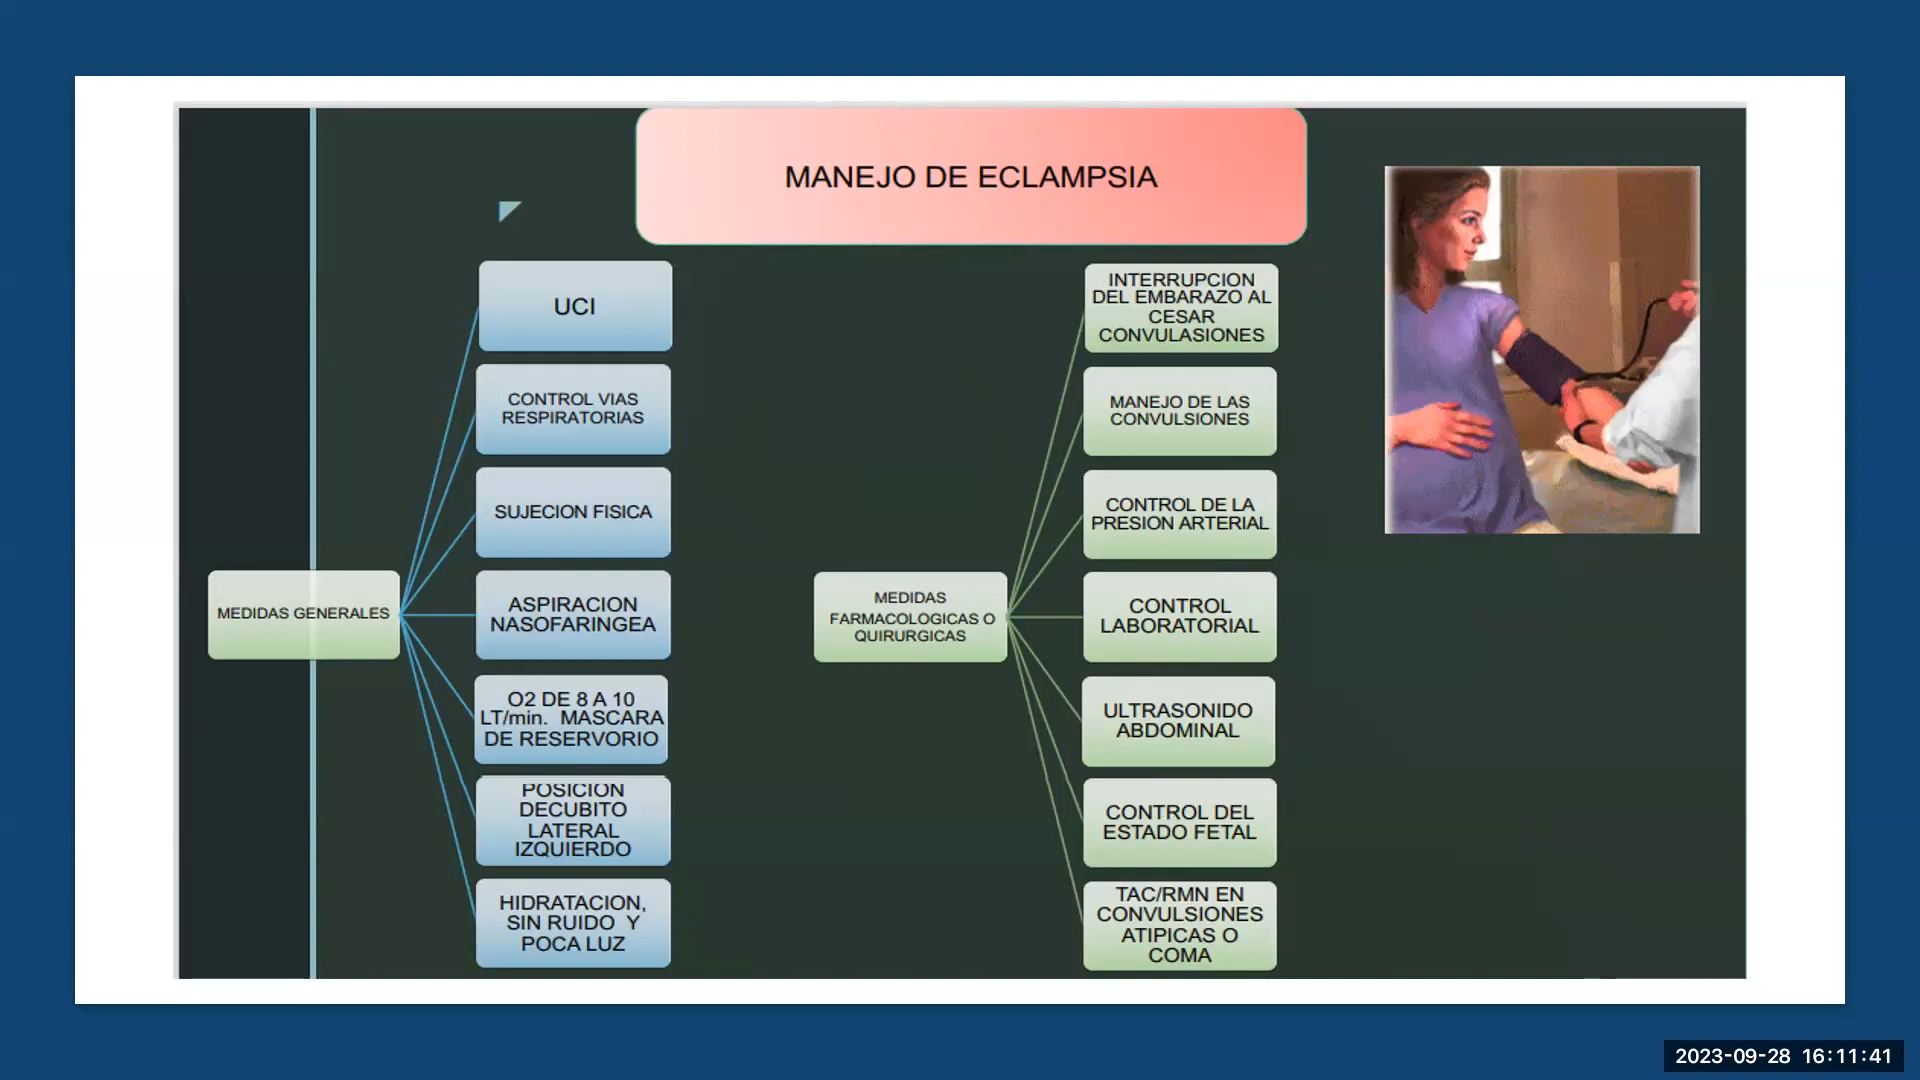 MANEJO DE ECLAMPSIA
MEDIDAS GENERALES
UCI
CONTROL VIAS
RESPIRATORIAS
SUJECION FISICA
ASPIRACION
NASOFARINGEA
O2 DE 8 A 10
LT/min. MASCARA
DE RESERVORIO
POSICION
DECUBITO
LATERAL
IZQUIERDO
HIDRATACION,
SIN RUIDO Y
POCA LUZ
MEDIDAS
FARMACOLOGICAS O
QUIRURGICAS
INTERRUPCION
DEL EMBARAZO AL
CESAR
CONVULASIONES
MANEJO DE LAS
CONVULSIONES
CONTROL DE LA
PRESION ARTERIAL
CONTROL
LABORATORIAL
ULTRASONIDO
ABDOMINAL
CONTROL DEL
ESTADO FETAL
TAC/RMN EN
CONVULSIONES
ATIPICAS O
COMA
2023-09-28 16:11:41